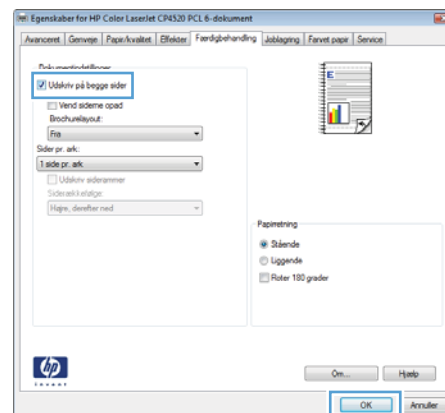 Egenskaber for HP Color LaserJet CP4520 PCL 6-dokument
Avanceret Genveje Papir/kvalitet Effekter Færdigbehandling Joblagring Farvet papir Service
Dokumentindstillinger
Udskriv på begge sider
Vend siderne opad
Brochurelayout:
Fra
Sider pr. ark:
1 side pr. ark
Udskriv siderammer
Siderækkefølge:
Højre, derefter ned
E
Papirretning
Stående
Liggende
Roter 180 grader
hp
invent
Om... Hjælp
OK Annuller